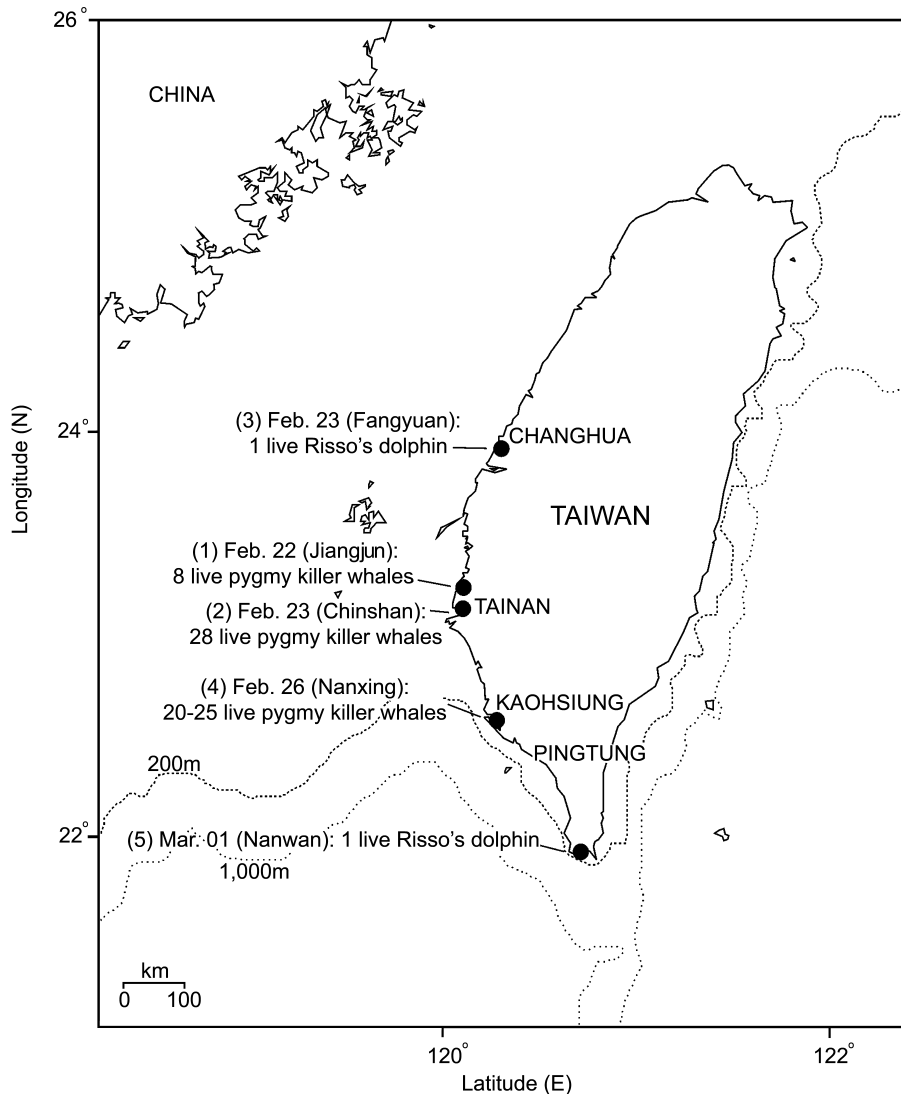 26°
CHINA
(3) Feb. 23 (Fangyuan):
1 live Risso's dolphin
24°
CHANGHUA
Longitude (N)
TAIWAN
(1) Feb. 22 (Jiangjun):
8 live pygmy killer whales
(2) Feb. 23 (Chinshan):
TAINAN
28 live pygmy killer whales
(4) Feb. 26 (Nanxing):
KAOHSIUNG
20-25 live pygmy killer whales
PINGTUNG
200m
22°
(5) Mar. 01 (Nanwan): 1 live Risso's dolphin
1,000m
km
0 100
120° 122°
Latitude (E)